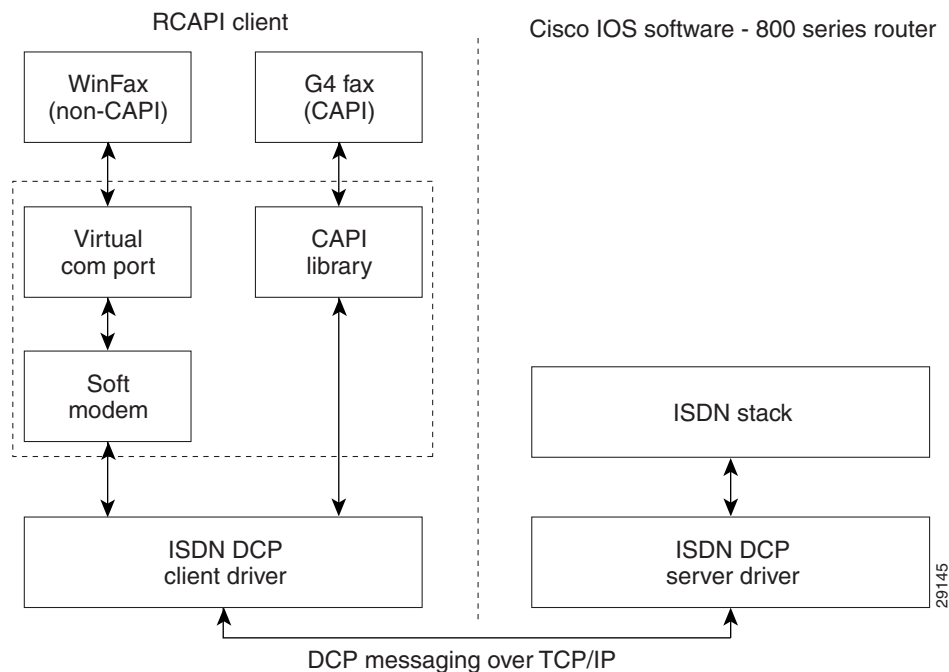 RCAPI client
Cisco IOS software - 800 series router
WinFax
(non-CAPI)
G4 fax
(CAPI)
Virtual
com port
CAPI
library
Soft
modem
ISDN stack
ISDN DCP
client driver
ISDN DCP
server driver
29145
DCP messaging over TCP/IP